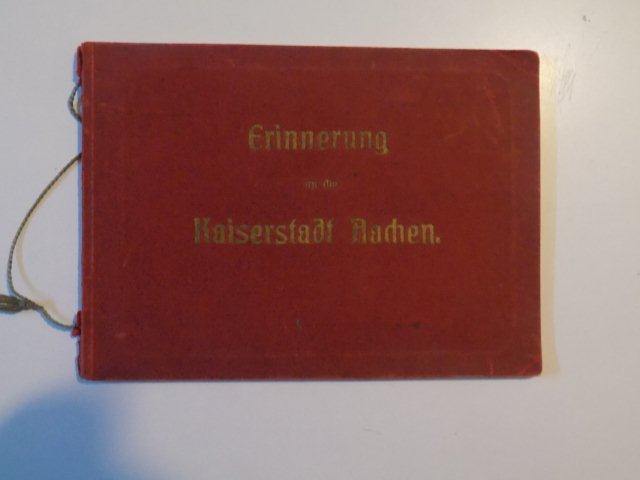 Erinnerung
an die
Kaiserstadt Aachen.